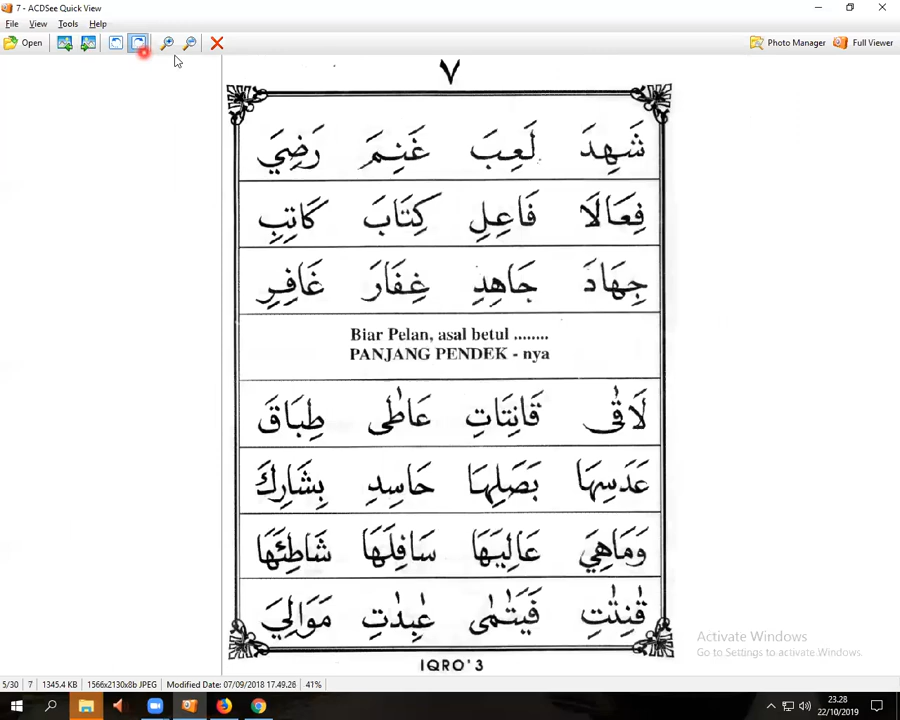 7 - ACDSee Quick View
File View Tools Help
Open Photo Manager Full Viewer
٧
شَهِدَ لَعِبَ غَنِمَ رَضِيَ
فِعَالَا فَاعِلِ كِتَابَ كَاتِبِ
جِهَادَ جَاهِدِ غِفَارَ غَافِرِ
Biar Pelan, asal betul ........
PANJANG PENDEK - nya
لَاقٰى قَانِتَاتِ عَاطٰى طِبَاقَ
عَدَسِهَا بَصَلِهَا حَاسِدِ بِشَارِكَ
وَمَاهِيَ عَالِيَهَا سَافِلَهَا شَاطِئَهَا
قٰنِتٰتِ فَيَتٰمٰى عٰبِدٰتِ مَوَالِيَ
IQRO' 3
Activate Windows
Go to Settings to activate Windows.
5/30 7 1345.4 KB 1566x2130x8b JPEG Modified Date: 07/09/2018 17.49.26 41%
23.28
22/10/2019